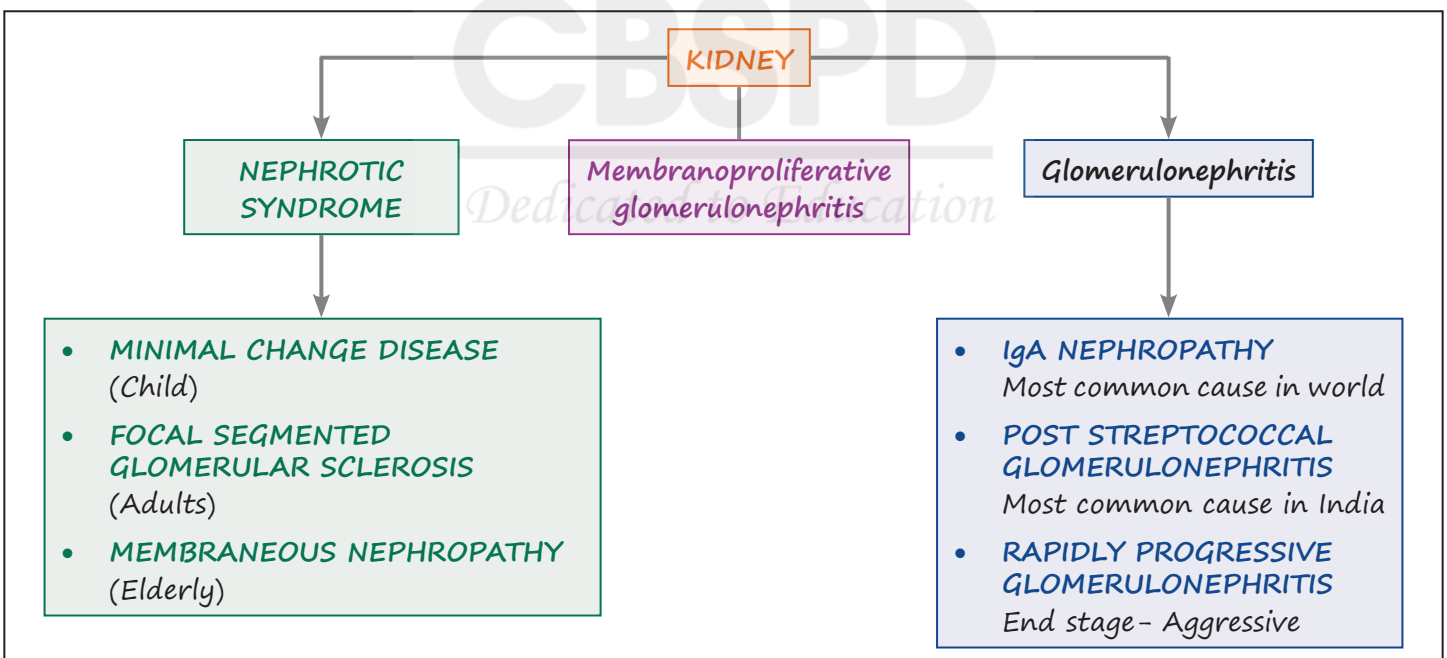 CBSPD
Dedicated to Education
KIDNEY
NEPHROTIC
SYNDROME
Membranoproliferative
glomerulonephritis
Glomerulonephritis
• MINIMAL CHANGE DISEASE
(Child)
• FOCAL SEGMENTED
GLOMERULAR SCLEROSIS
(Adults)
• MEMBRANEOUS NEPHROPATHY
(Elderly)
• IgA NEPHROPATHY
Most common cause in world
• POST STREPTOCOCCAL
GLOMERULONEPHRITIS
Most common cause in India
• RAPIDLY PROGRESSIVE
GLOMERULONEPHRITIS
End stage– Aggressive